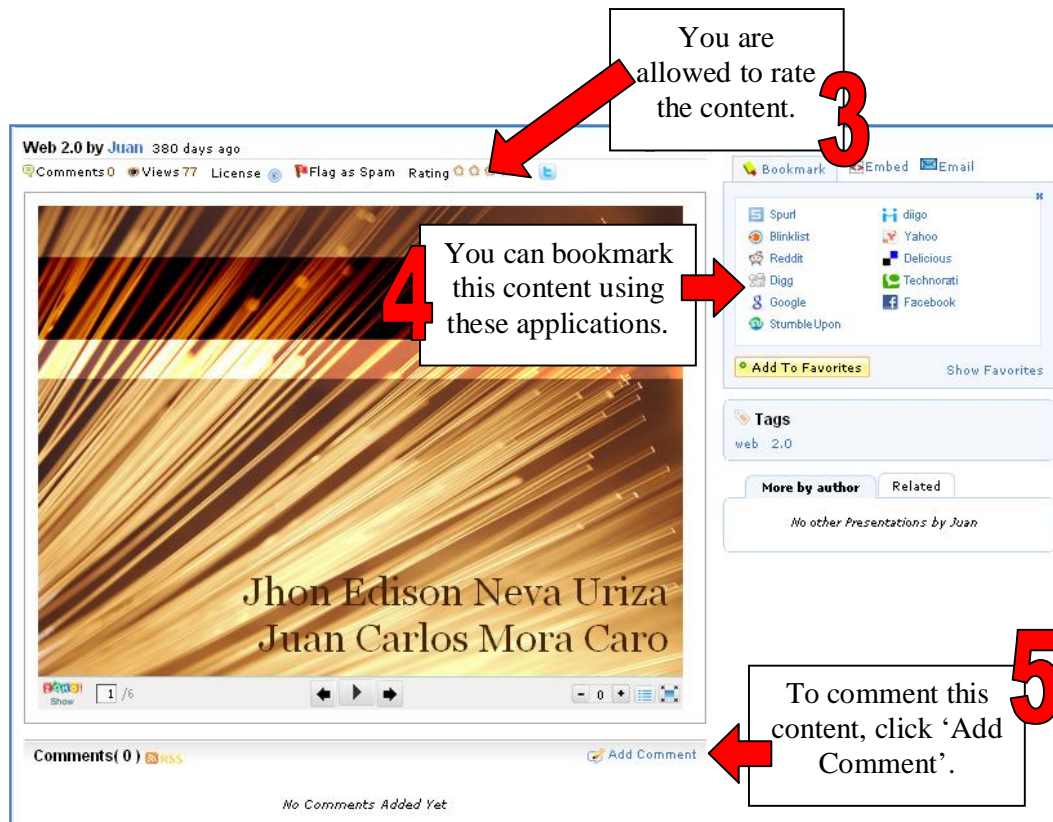 You are
allowed to rate
the content.
3
Web 2.0 by Juan 380 days ago
Comments 0 Views 77 License Flag as Spam Rating
Bookmark Embed Email
Spurl diigo
Blinklist Yahoo
Reddit Delicious
Digg Technorati
Google Facebook
StumbleUpon
4
You can bookmark
this content using
these applications.
Add To Favorites Show Favorites
Tags
web 2.0
More by author Related
No other Presentations by Juan
Jhon Edison Neva Uriza
Juan Carlos Mora Caro
ZOHO!
Show
1 /6
- 0 +
5
To comment this
content, click ‘Add
Comment’.
Comments( 0 ) RSS Add Comment
No Comments Added Yet